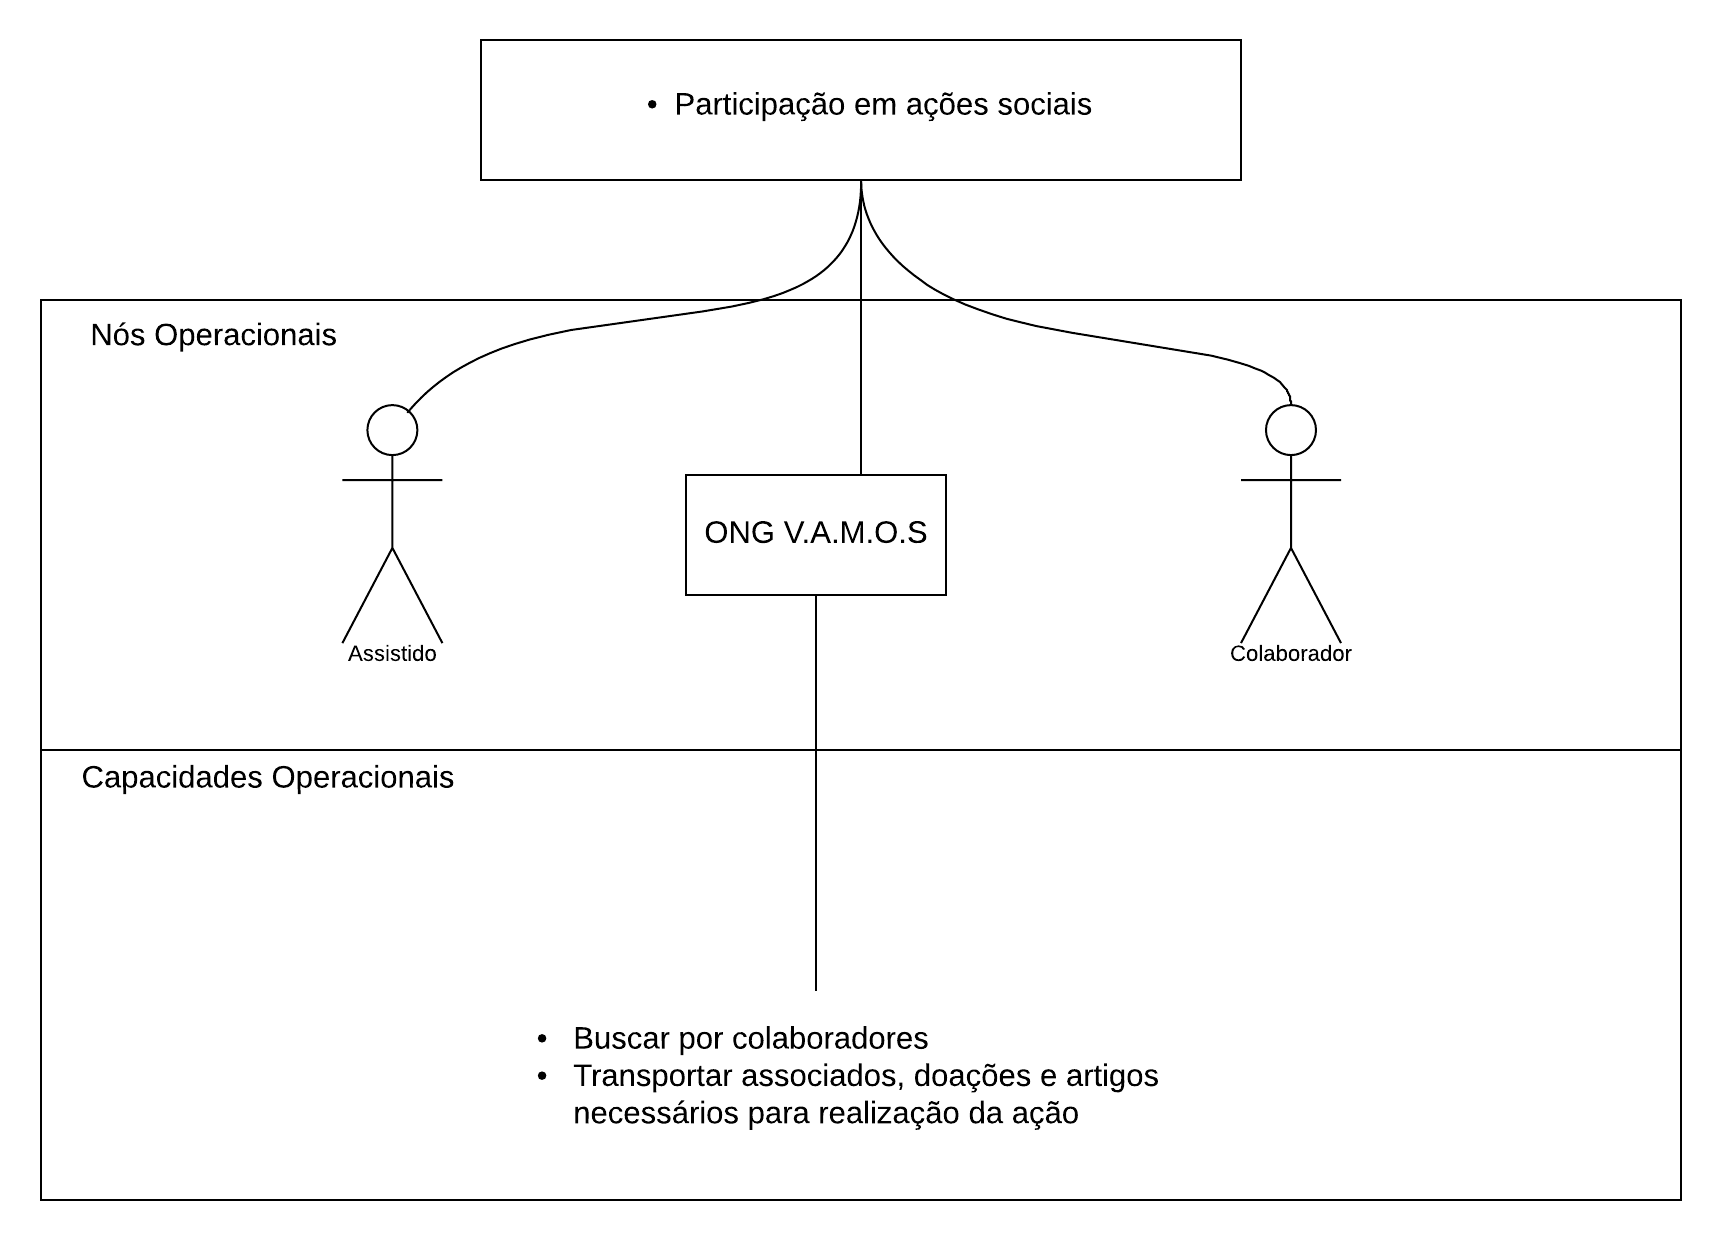 • Participação em ações sociais
Nós Operacionais
ONG V.A.M.O.S
Assistido
Colaborador
Capacidades Operacionais
• Buscar por colaboradores
• Transportar associados, doações e artigos
necessários para realização da ação